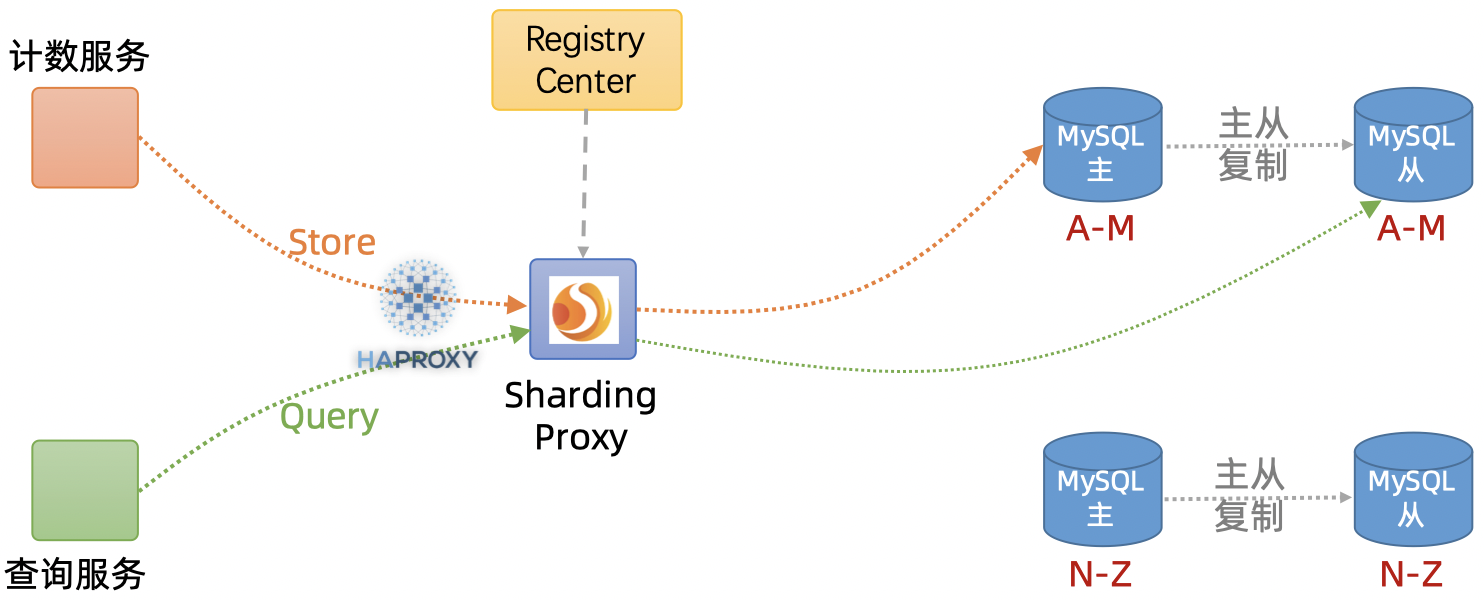 计数服务
Registry
Center
Store
HAPROXY
Query
Sharding
Proxy
查询服务
MySQL
主
A-M
主从
复制
MySQL
从
A-M
MySQL
主
N-Z
主从
复制
MySQL
从
N-Z